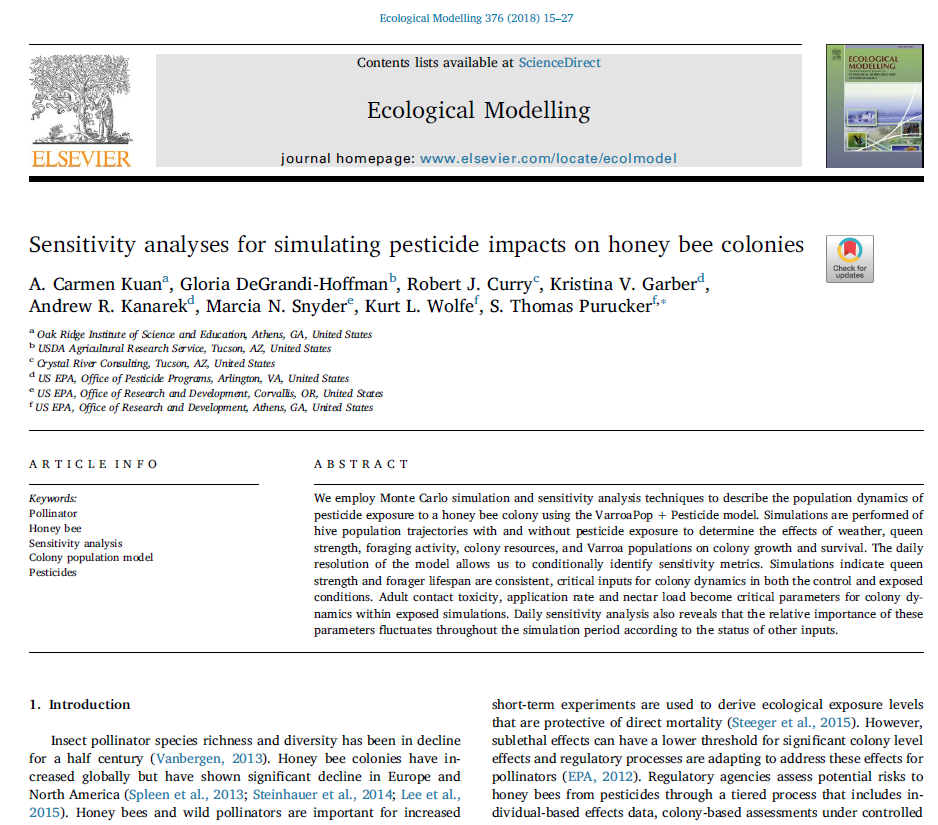 Ecological Modelling 376 (2018) 15–27
Contents lists available at ScienceDirect
Ecological Modelling
journal homepage: www.elsevier.com/locate/ecolmodel
ELSEVIER
ECOLOGICAL
MODELLING
Check for
updates
Sensitivity analyses for simulating pesticide impacts on honey bee colonies
A. Carmen Kuanᵃ, Gloria DeGrandi-Hoffmanᵇ, Robert J. Curryᶜ, Kristina V. Garberᵈ,
Andrew R. Kanarekᵈ, Marcia N. Snyderᵉ, Kurt L. Wolfeᶠ, S. Thomas Puruckerᶠ,*
ᵃ Oak Ridge Institute of Science and Education, Athens, GA, United States
ᵇ USDA Agricultural Research Service, Tucson, AZ, United States
ᶜ Crystal River Consulting, Tucson, AZ, United States
ᵈ US EPA, Office of Pesticide Programs, Arlington, VA, United States
ᵉ US EPA, Office of Research and Development, Corvallis, OR, United States
ᶠ US EPA, Office of Research and Development, Athens, GA, United States
ARTICLE INFO
Keywords:
Pollinator
Honey bee
Sensitivity analysis
Colony population model
Pesticides
ABSTRACT
We employ Monte Carlo simulation and sensitivity analysis techniques to describe the population dynamics of
pesticide exposure to a honey bee colony using the VarroaPop + Pesticide model. Simulations are performed of
hive population trajectories with and without pesticide exposure to determine the effects of weather, queen
strength, foraging activity, colony resources, and Varroa populations on colony growth and survival. The daily
resolution of the model allows us to conditionally identify sensitivity metrics. Simulations indicate queen
strength and forager lifespan are consistent, critical inputs for colony dynamics in both the control and exposed
conditions. Adult contact toxicity, application rate and nectar load become critical parameters for colony dy-
namics within exposed simulations. Daily sensitivity analysis also reveals that the relative importance of these
parameters fluctuates throughout the simulation period according to the status of other inputs.
1. Introduction
Insect pollinator species richness and diversity has been in decline
for a half century (Vanbergen, 2013). Honey bee colonies have in-
creased globally but have shown significant decline in Europe and
North America (Spleen et al., 2013; Steinhauer et al., 2014; Lee et al.,
2015). Honey bees and wild pollinators are important for increased
short-term experiments are used to derive ecological exposure levels
that are protective of direct mortality (Steeger et al., 2015). However,
sublethal effects can have a lower threshold for significant colony level
effects and regulatory processes are adapting to address these effects for
pollinators (EPA, 2012). Regulatory agencies assess potential risks to
honey bees from pesticides through a tiered process that includes in-
dividual-based effects data, colony-based assessments under controlled